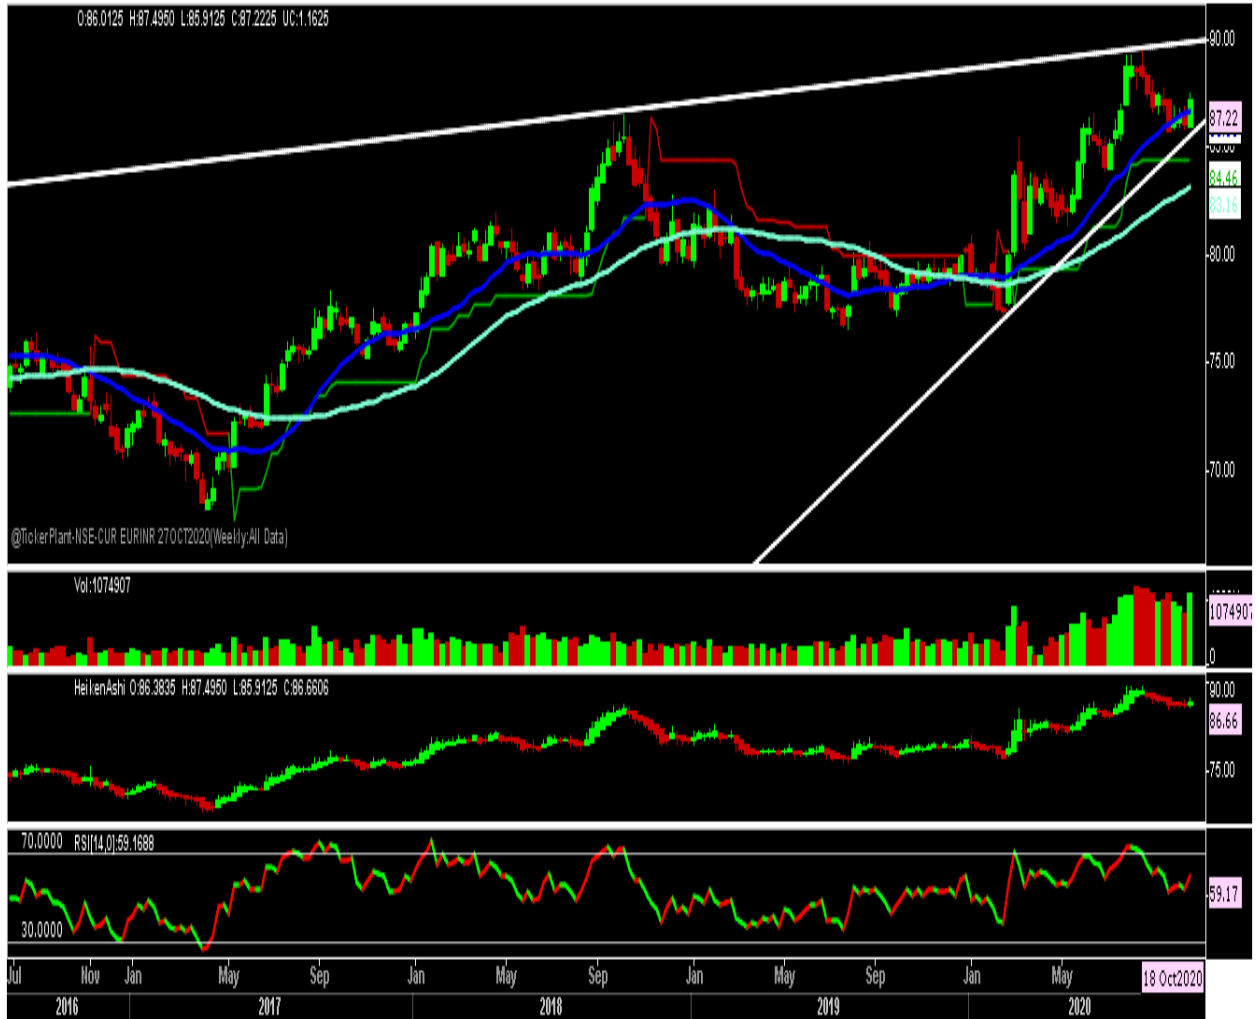 O:86.0125 H:87.4950 L:85.9125 C:87.2225 UC:1.1625
90.00
87.22
84.46
83.16
80.00
75.00
70.00
@TickerPlant-NSE-CUR EURINR 27OCT2020(Weekly:All Data)
Vol:1074907
1074907
0
HeikenAshi O:86.3835 H:87.4950 L:85.9125 C:86.6606
90.00
86.66
75.00
70.0000 RSI[14,0]:59.1688
59.17
30.0000
Jul Nov Jan May Sep Jan May Sep Jan May Sep Jan May 18 Oct2020
2016 2017 2018 2019 2020